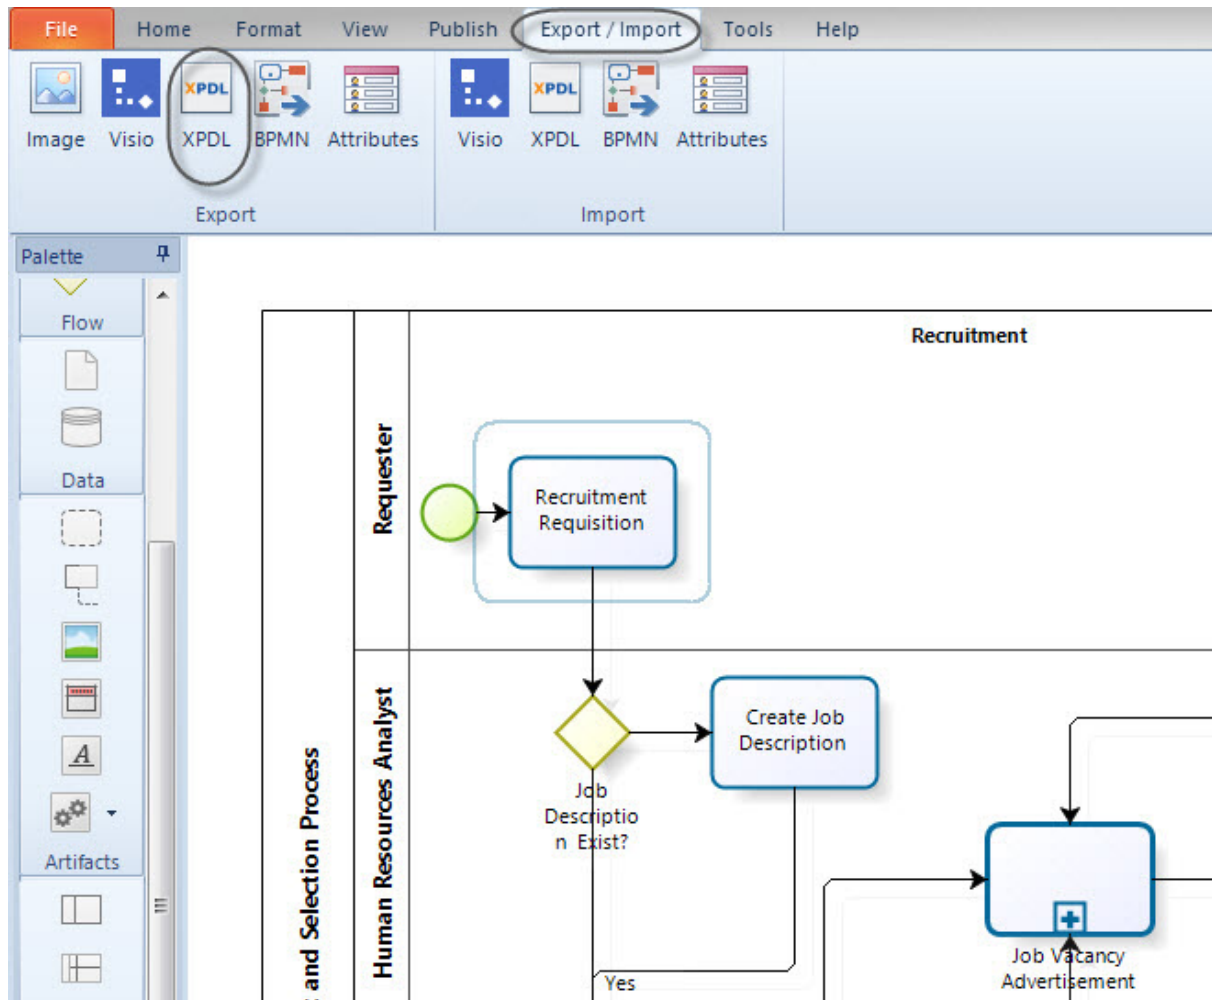 File Home Format View Publish Export / Import Tools Help
XPDL XPDL
Image Visio XPDL BPMN Attributes Visio XPDL BPMN Attributes
Export Import
Palette
Flow
Data
A
Artifacts
Recruitment
Requester
Recruitment
Requisition
and Selection Process
Human Resources Analyst
Create Job
Description
Job
Descriptio
n Exist?
Yes
Job Vacancy
Advertisement